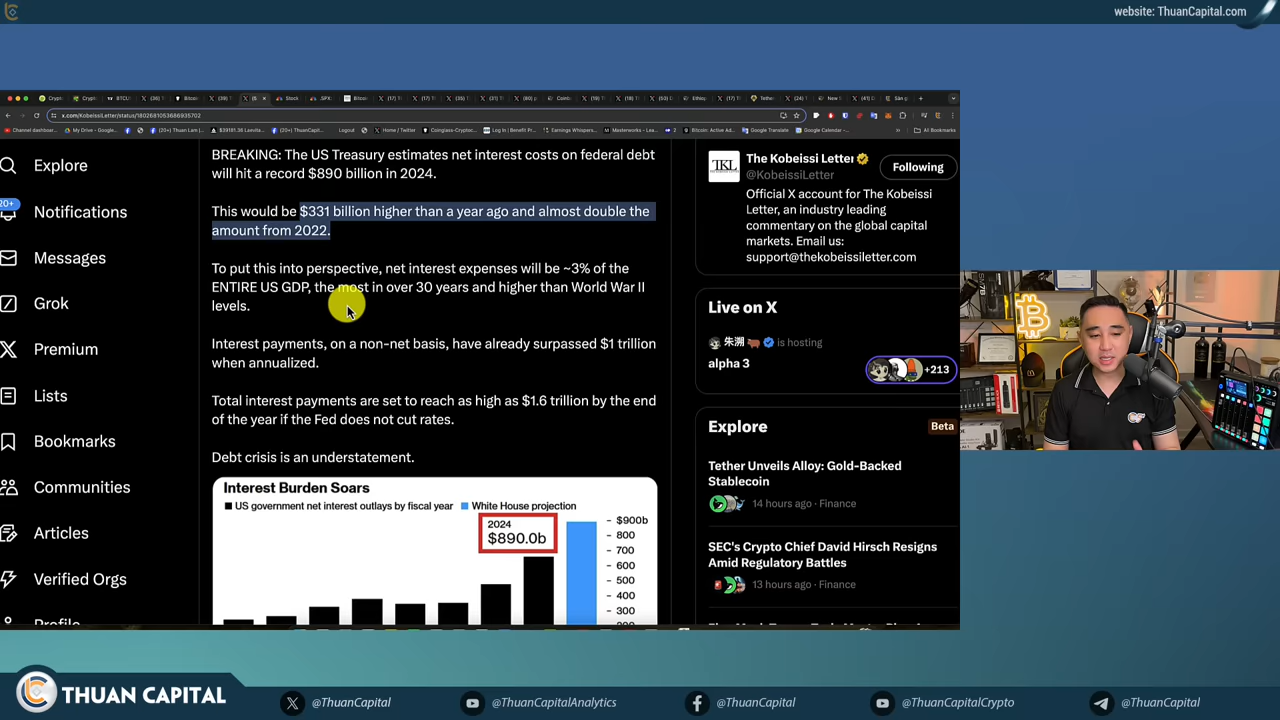 website: ThuanCapital.com
x.com/KobeissiLetter/status/1802681053686935702
Explore
20+
Notifications
Messages
Grok
Premium
Lists
Bookmarks
Communities
Articles
Verified Orgs
Profile
BREAKING: The US Treasury estimates net interest costs on federal debt
will hit a record $890 billion in 2024.
This would be $331 billion higher than a year ago and almost double the
amount from 2022.
To put this into perspective, net interest expenses will be ~3% of the
ENTIRE US GDP, the most in over 30 years and higher than World War II
levels.
Interest payments, on a non-net basis, have already surpassed $1 trillion
when annualized.
Total interest payments are set to reach as high as $1.6 trillion by the end
of the year if the Fed does not cut rates.
Debt crisis is an understatement.
Interest Burden Soars
US government net interest outlays by fiscal year White House projection
2024
$890.0b
$900b
800
700
600
500
400
300
TKL
The Kobeissi Letter
@KobeissiLetter
Following
Official X account for The Kobeissi
Letter, an industry leading
commentary on the global capital
markets. Email us:
support@thekobeissiletter.com
Live on X
朱溯 is hosting
alpha 3
+213
Explore
Beta
Tether Unveils Alloy: Gold-Backed
Stablecoin
14 hours ago · Finance
SEC's Crypto Chief David Hirsch Resigns
Amid Regulatory Battles
13 hours ago · Finance
THUAN CAPITAL
@ThuanCapital
@ThuanCapitalAnalytics
@ThuanCapital
@ThuanCapitalCrypto
@ThuanCapital